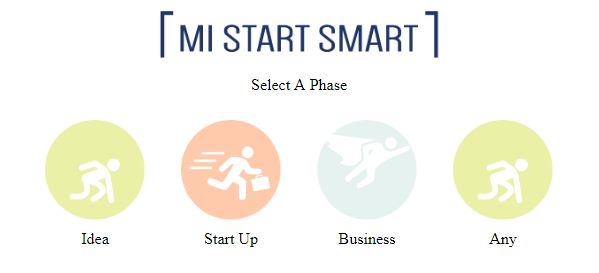 MI START SMART
Select A Phase
Idea
Start Up
Business
Any